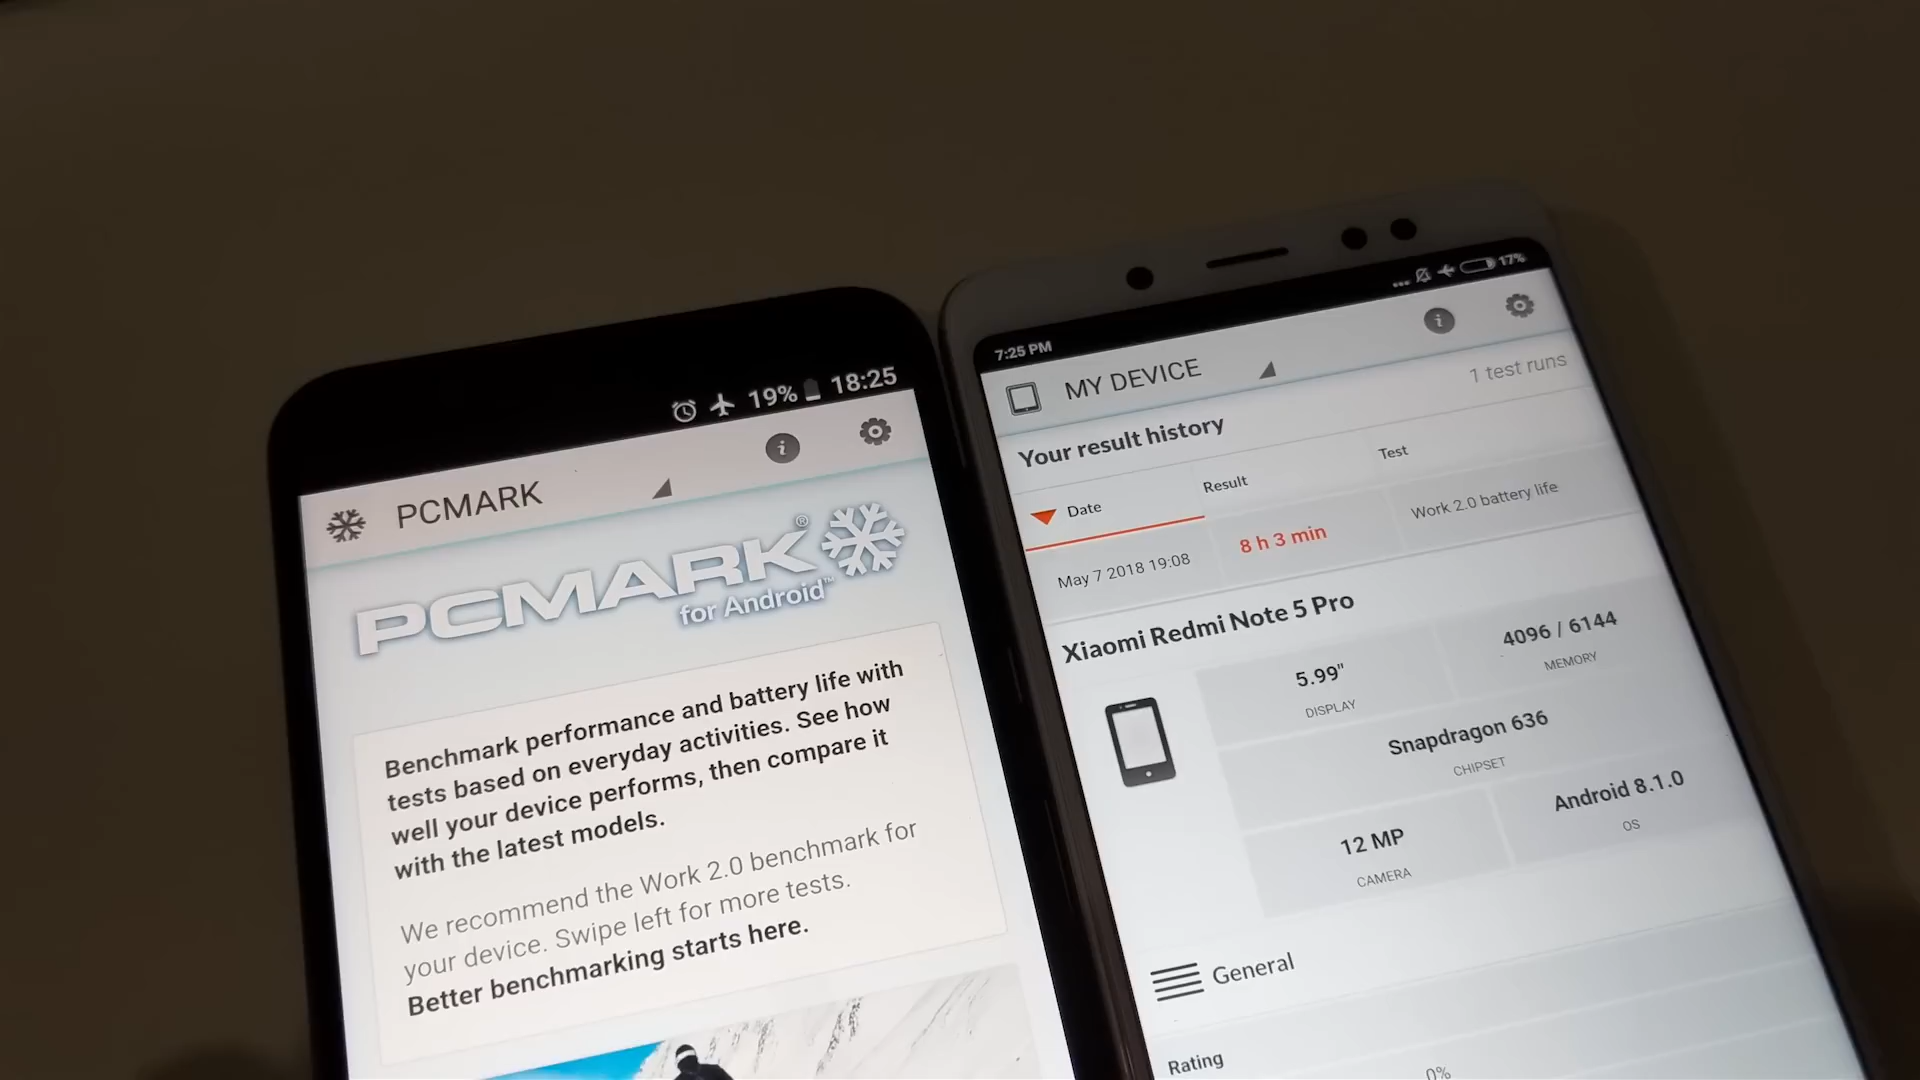 19% 18:25
PCMARK
PCMARK®
for Android™
Benchmark performance and battery life with
tests based on everyday activities. See how
well your device performs, then compare it
with the latest models.
We recommend the Work 2.0 benchmark for
your device. Swipe left for more tests.
Better benchmarking starts here.
7:25 PM ... 17%
MY DEVICE
1 test runs
Your result history
Date Result Test
May 7 2018 19:08 8 h 3 min Work 2.0 battery life
Xiaomi Redmi Note 5 Pro
5.99" 4096 / 6144
DISPLAY MEMORY
Snapdragon 636
CHIPSET
12 MP Android 8.1.0
CAMERA OS
General
Rating
0%